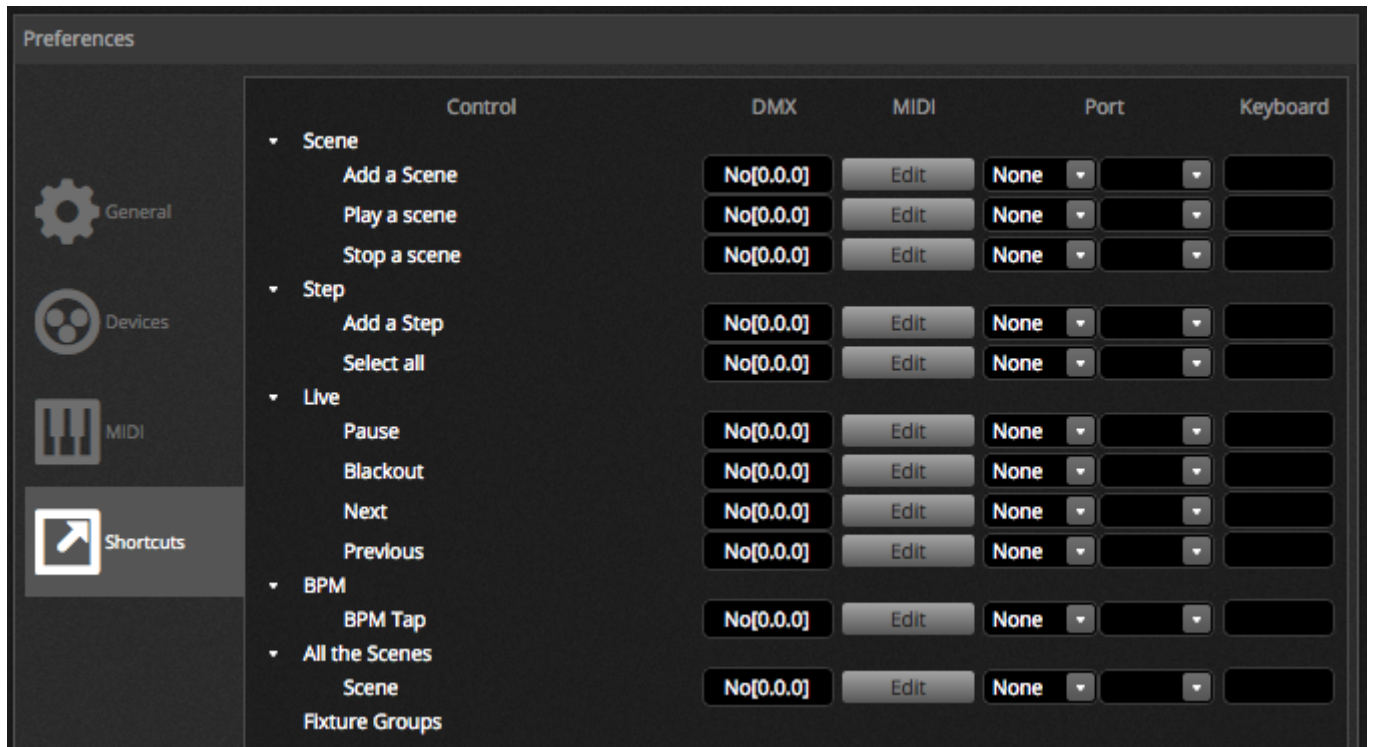 Preferences
Control DMX MIDI Port Keyboard
Scene
Add a Scene No[0.0.0] Edit None
General
Play a scene No[0.0.0] Edit None
Stop a scene No[0.0.0] Edit None
Step
Devices
Add a Step No[0.0.0] Edit None
Select all No[0.0.0] Edit None
Live
MIDI
Pause No[0.0.0] Edit None
Blackout No[0.0.0] Edit None
Next No[0.0.0] Edit None
Shortcuts
Previous No[0.0.0] Edit None
BPM
BPM Tap No[0.0.0] Edit None
All the Scenes
Scene No[0.0.0] Edit None
Fixture Groups